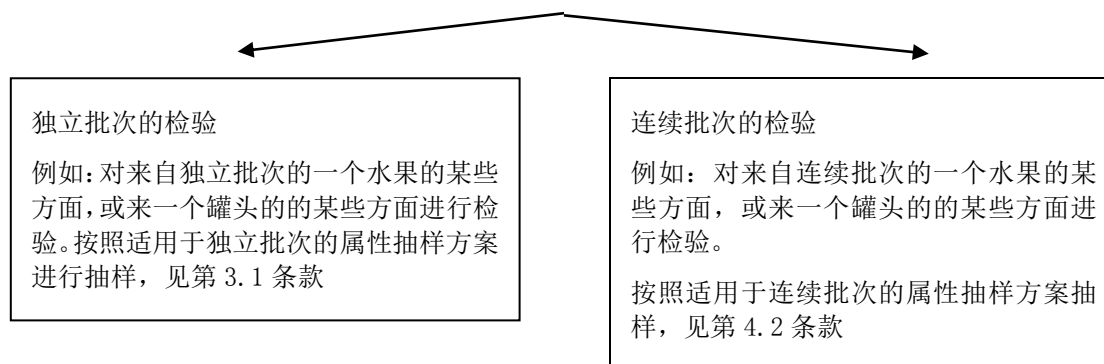 独立批次的检验
例如:对来自独立批次的一个水果的某些
方面,或来一个罐头的的某些方面进行检
验。按照适用于独立批次的属性抽样方案
进行抽样，见第 3.1 条款
连续批次的检验
例如：对来自连续批次的一个水果的某
些方面，或来一个罐头的的某些方面进
行检验。
按照适用于连续批次的属性抽样方案抽
样，见第 4.2 条款